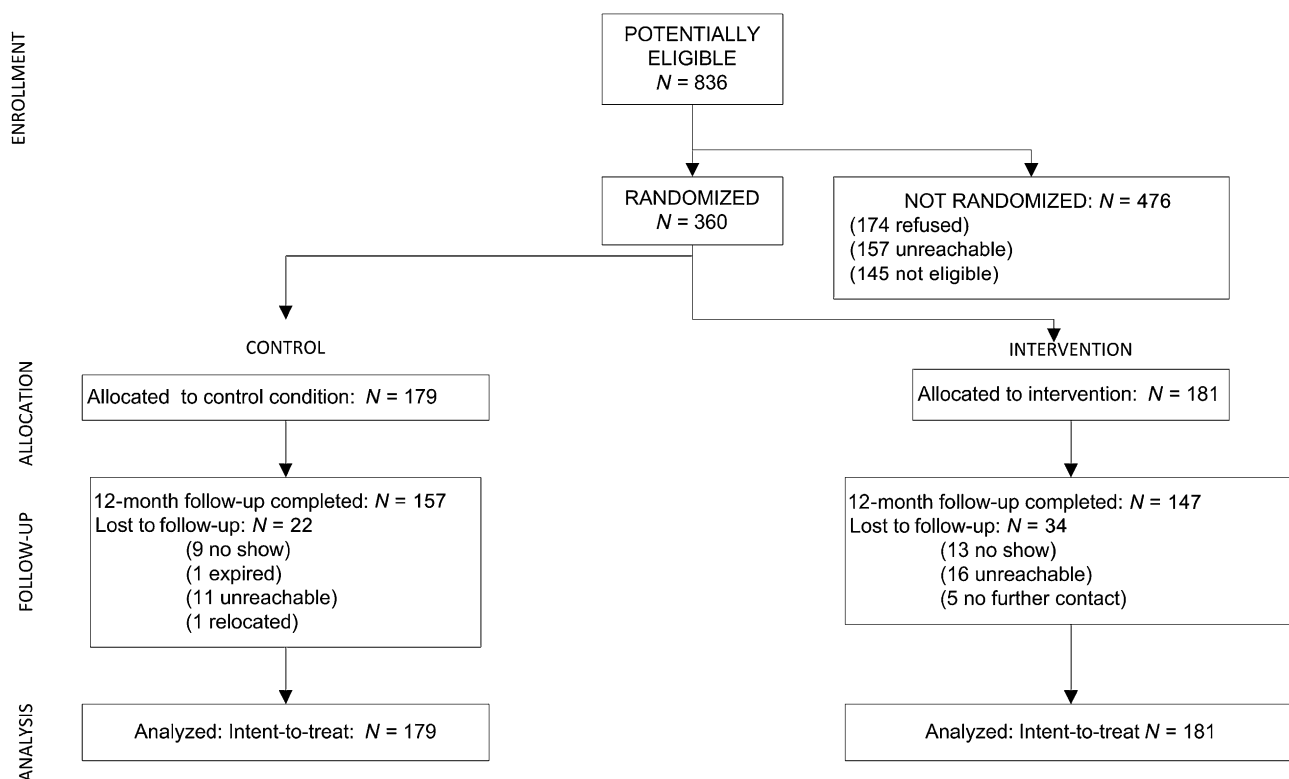 ENROLLMENT
POTENTIALLY
ELIGIBLE
N = 836
RANDOMIZED
N = 360
NOT RANDOMIZED: N = 476
(174 refused)
(157 unreachable)
(145 not eligible)
CONTROL
INTERVENTION
ALLOCATION
Allocated to control condition: N = 179
Allocated to intervention: N = 181
FOLLOW-UP
12-month follow-up completed: N = 157
Lost to follow-up: N = 22
(9 no show)
(1 expired)
(11 unreachable)
(1 relocated)
12-month follow-up completed: N = 147
Lost to follow-up: N = 34
(13 no show)
(16 unreachable)
(5 no further contact)
ANALYSIS
Analyzed: Intent-to-treat: N = 179
Analyzed: Intent-to-treat N = 181